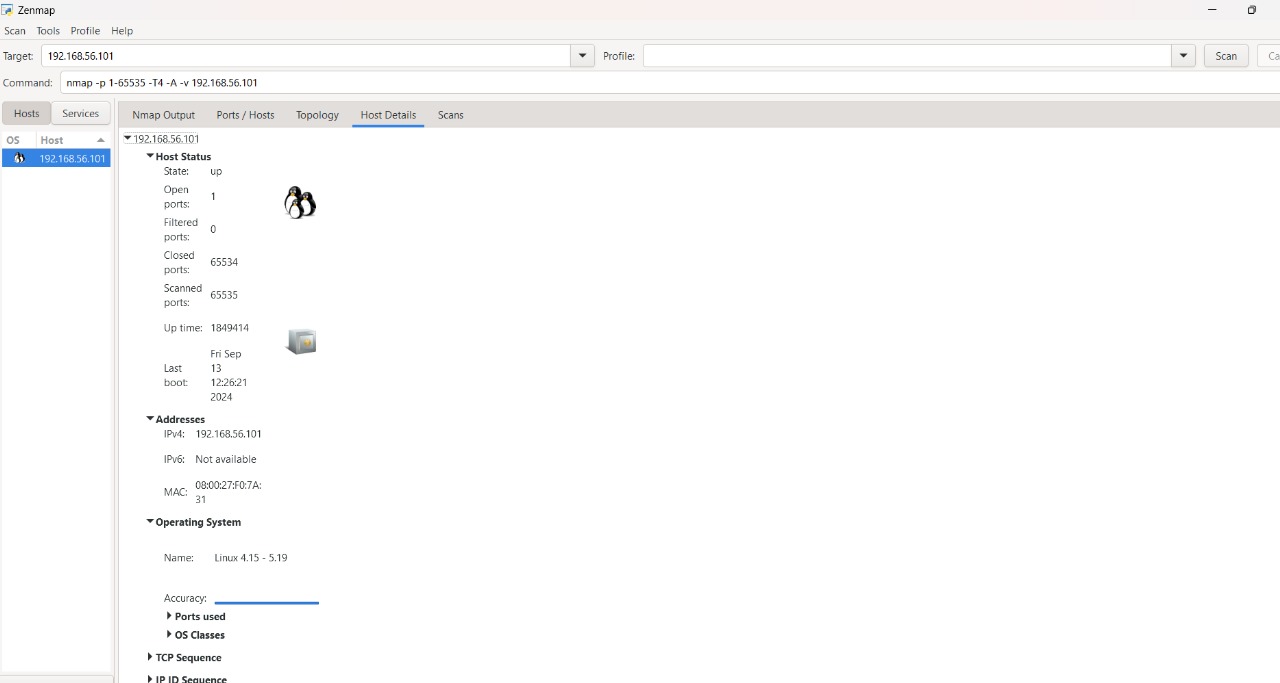 Zenmap
Scan Tools Profile Help
Target: 192.168.56.101 Profile: Scan Ca
Command: nmap -p 1-65535 -T4 -A -v 192.168.56.101
Hosts Services Nmap Output Ports / Hosts Topology Host Details Scans
OS Host
192.168.56.101
192.168.56.101
Host Status
State: up
Open
ports: 1
Filtered
ports: 0
Closed
ports: 65534
Scanned
ports: 65535
Up time: 1849414
Last
boot: Fri Sep
13
12:26:21
2024
Addresses
IPv4: 192.168.56.101
IPv6: Not available
MAC: 08:00:27:F0:7A:
31
Operating System
Name: Linux 4.15 - 5.19
Accuracy:
Ports used
OS Classes
TCP Sequence
IP ID Sequence